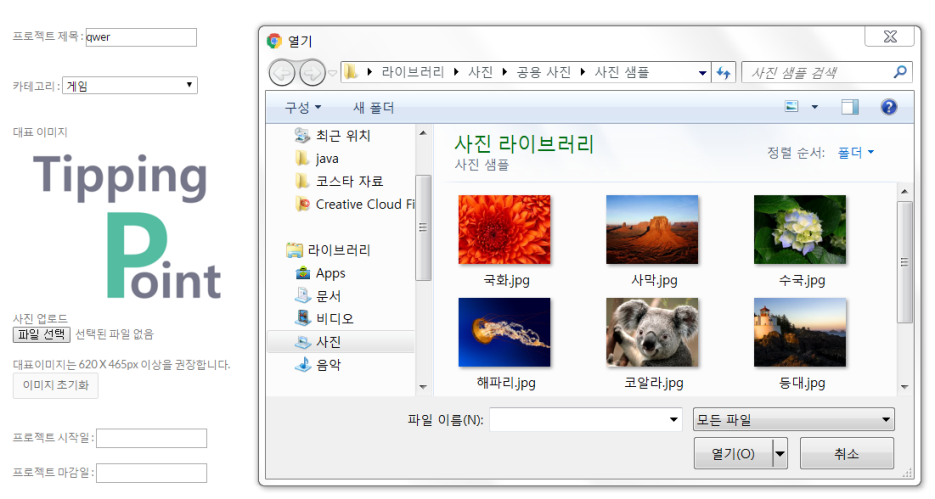 프로젝트 제목 : qwer
카테고리 : 게임
대표 이미지
Tipping
Point
사진 업로드
파일 선택 선택된 파일 없음
대표이미지는 620 X 465px 이상을 권장합니다.
이미지 초기화
프로젝트 시작일 :
프로젝트 마감일 :
열기
라이브러리 ▶ 사진 ▶ 공용 사진 ▶ 사진 샘플
사진 샘플 검색
구성 새 폴더
최근 위치
java
코스타 자료
Creative Cloud Fi
라이브러리
Apps
문서
비디오
사진
음악
사진 라이브러리
사진 샘플
정렬 순서: 폴더
국화.jpg 사막.jpg 수국.jpg
해파리.jpg 코알라.jpg 등대.jpg
파일 이름(N): 모든 파일
열기(O) 취소